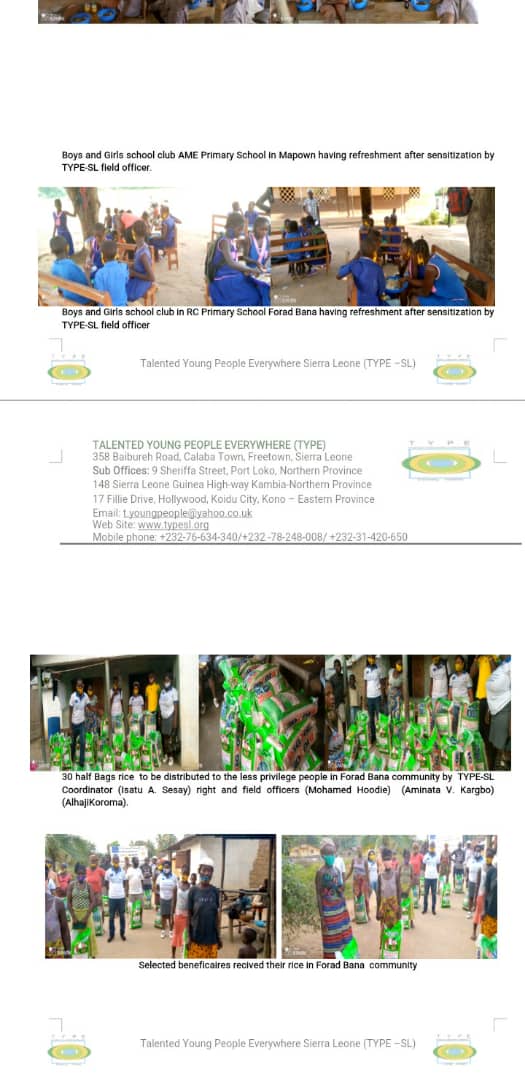 Boys and Girls school club AME Primary School in Mapown having refreshment after sensitization by
TYPE-SL field officer.
Boys and Girls school club in RC Primary School Forad Bana having refreshment after sensitization by
TYPE-SL field officer
T Y P E
Talented Young People Everywhere Sierra Leone (TYPE –SL)
T Y P E
TALENTED YOUNG PEOPLE EVERYWHERE (TYPE)
358 Baibureh Road, Calaba Town, Freetown, Sierra Leone
Sub Offices: 9 Sheriffa Street, Port Loko, Northern Province
148 Sierra Leone Guinea High-way Kambia-Northern Province
17 Fillie Drive, Hollywood, Koidu City, Kono – Eastern Province
Email: t.youngpeople@yahoo.co.uk
Web Site: www.typesl.org
Mobile phone: +232-76-634-340/+232 -78-248-008/ +232-31-420-650
T Y P E
30 half Bags rice to be distributed to the less privilege people in Forad Bana community by TYPE-SL
Coordinator (Isatu A. Sesay) right and field officers (Mohamed Hoodie) (Aminata V. Kargbo)
(AlhajiKoroma).
Selected beneficaires recived their rice in Forad Bana community
T Y P E
Talented Young People Everywhere Sierra Leone (TYPE –SL)
T Y P E